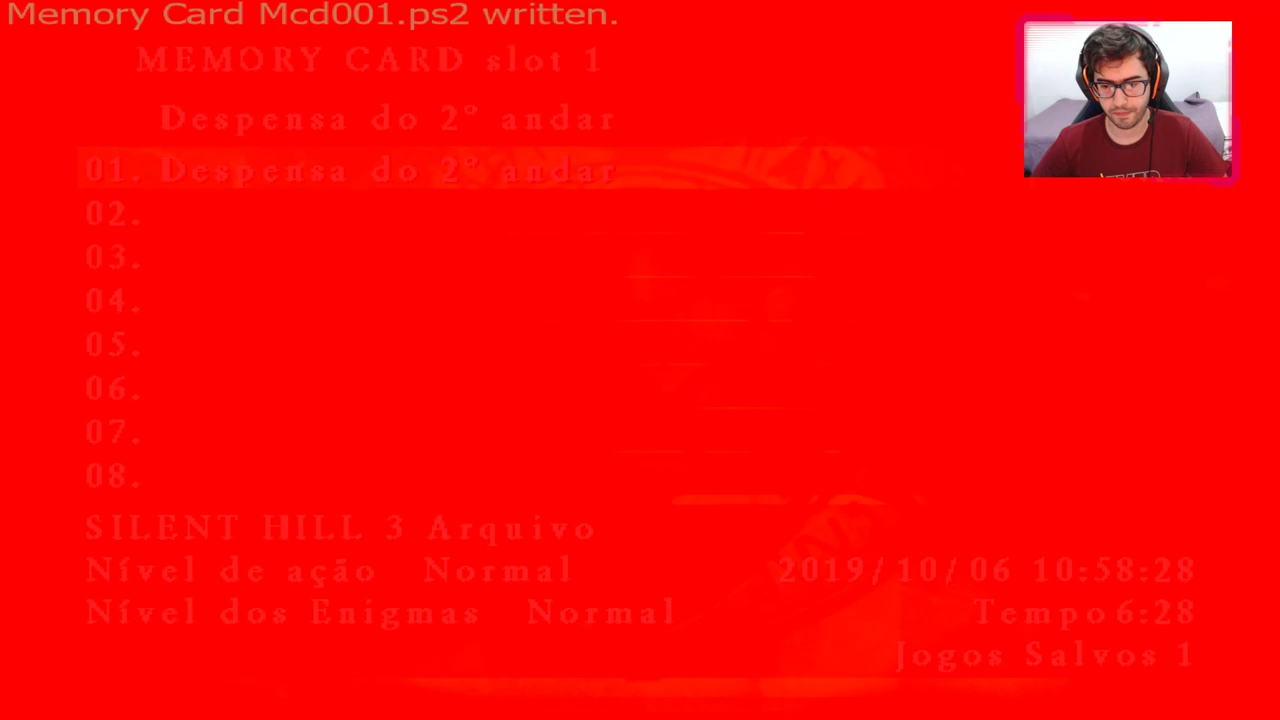 Memory Card Mcd001.ps2 written.
MEMORY CARD slot 1
Despensa do 2° andar
01. Despensa do 2° andar
02.
03.
04.
05.
06.
07.
08.
SILENT HILL 3 Arquivo
Nível de ação Normal 2019/10/06 10:58:28
Nível dos Enigmas Normal Tempo 6:28
Jogos Salvos 1